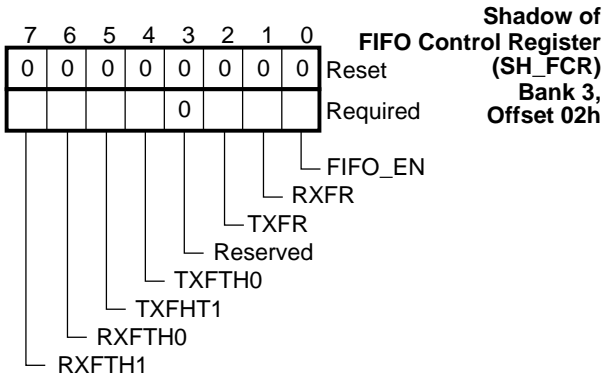 Shadow of
FIFO Control Register
(SH_FCR)
Bank 3,
Offset 02h
7 6 5 4 3 2 1 0
0 0 0 0 0 0 0 0 Reset
0 Required
FIFO_EN
RXFR
TXFR
Reserved
TXFTH0
TXFHT1
RXFTH0
RXFTH1